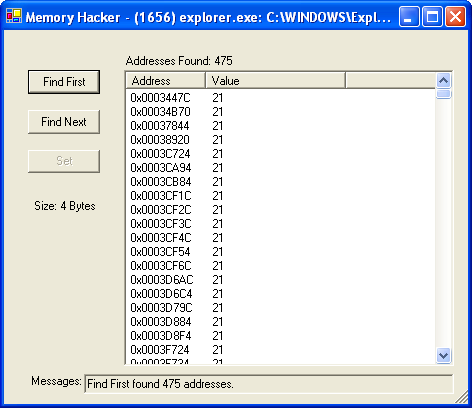 Memory Hacker - (1656) explorer.exe: C:\WINDOWS\Expl...
Addresses Found: 475
Find First
Find Next
Set
Size: 4 Bytes
Address Value
0x0003447C 21
0x00034B70 21
0x00037844 21
0x00038920 21
0x0003C724 21
0x0003CA94 21
0x0003CB84 21
0x0003CF1C 21
0x0003CF2C 21
0x0003CF3C 21
0x0003CF4C 21
0x0003CF54 21
0x0003CF6C 21
0x0003D6AC 21
0x0003D6C4 21
0x0003D79C 21
0x0003D884 21
0x0003D8F4 21
0x0003F724 21
0x0003F734 21
Messages: Find First found 475 addresses.